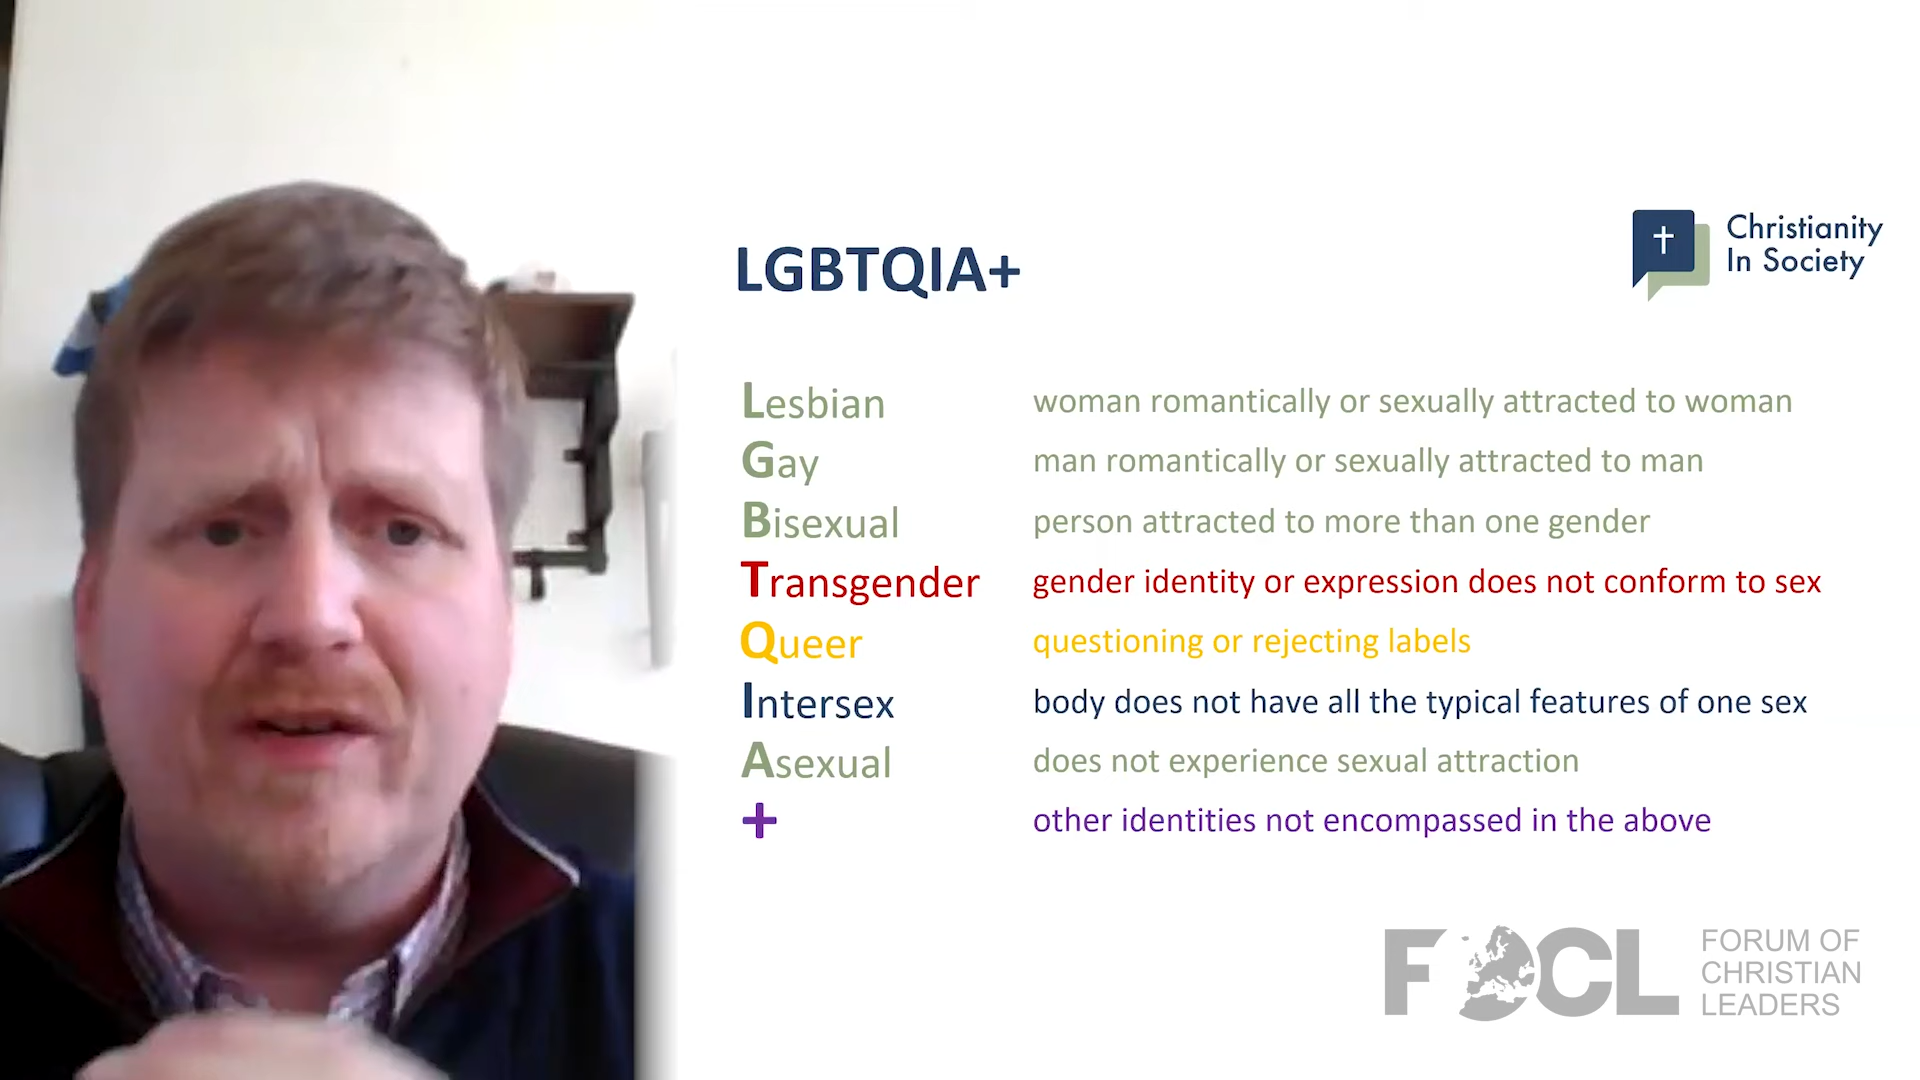 LGBTQIA+
Christianity
In Society
Lesbian woman romantically or sexually attracted to woman
Gay man romantically or sexually attracted to man
Bisexual person attracted to more than one gender
Transgender gender identity or expression does not conform to sex
Queer questioning or rejecting labels
Intersex body does not have all the typical features of one sex
Asexual does not experience sexual attraction
+ other identities not encompassed in the above
FOCL
FORUM OF
CHRISTIAN
LEADERS